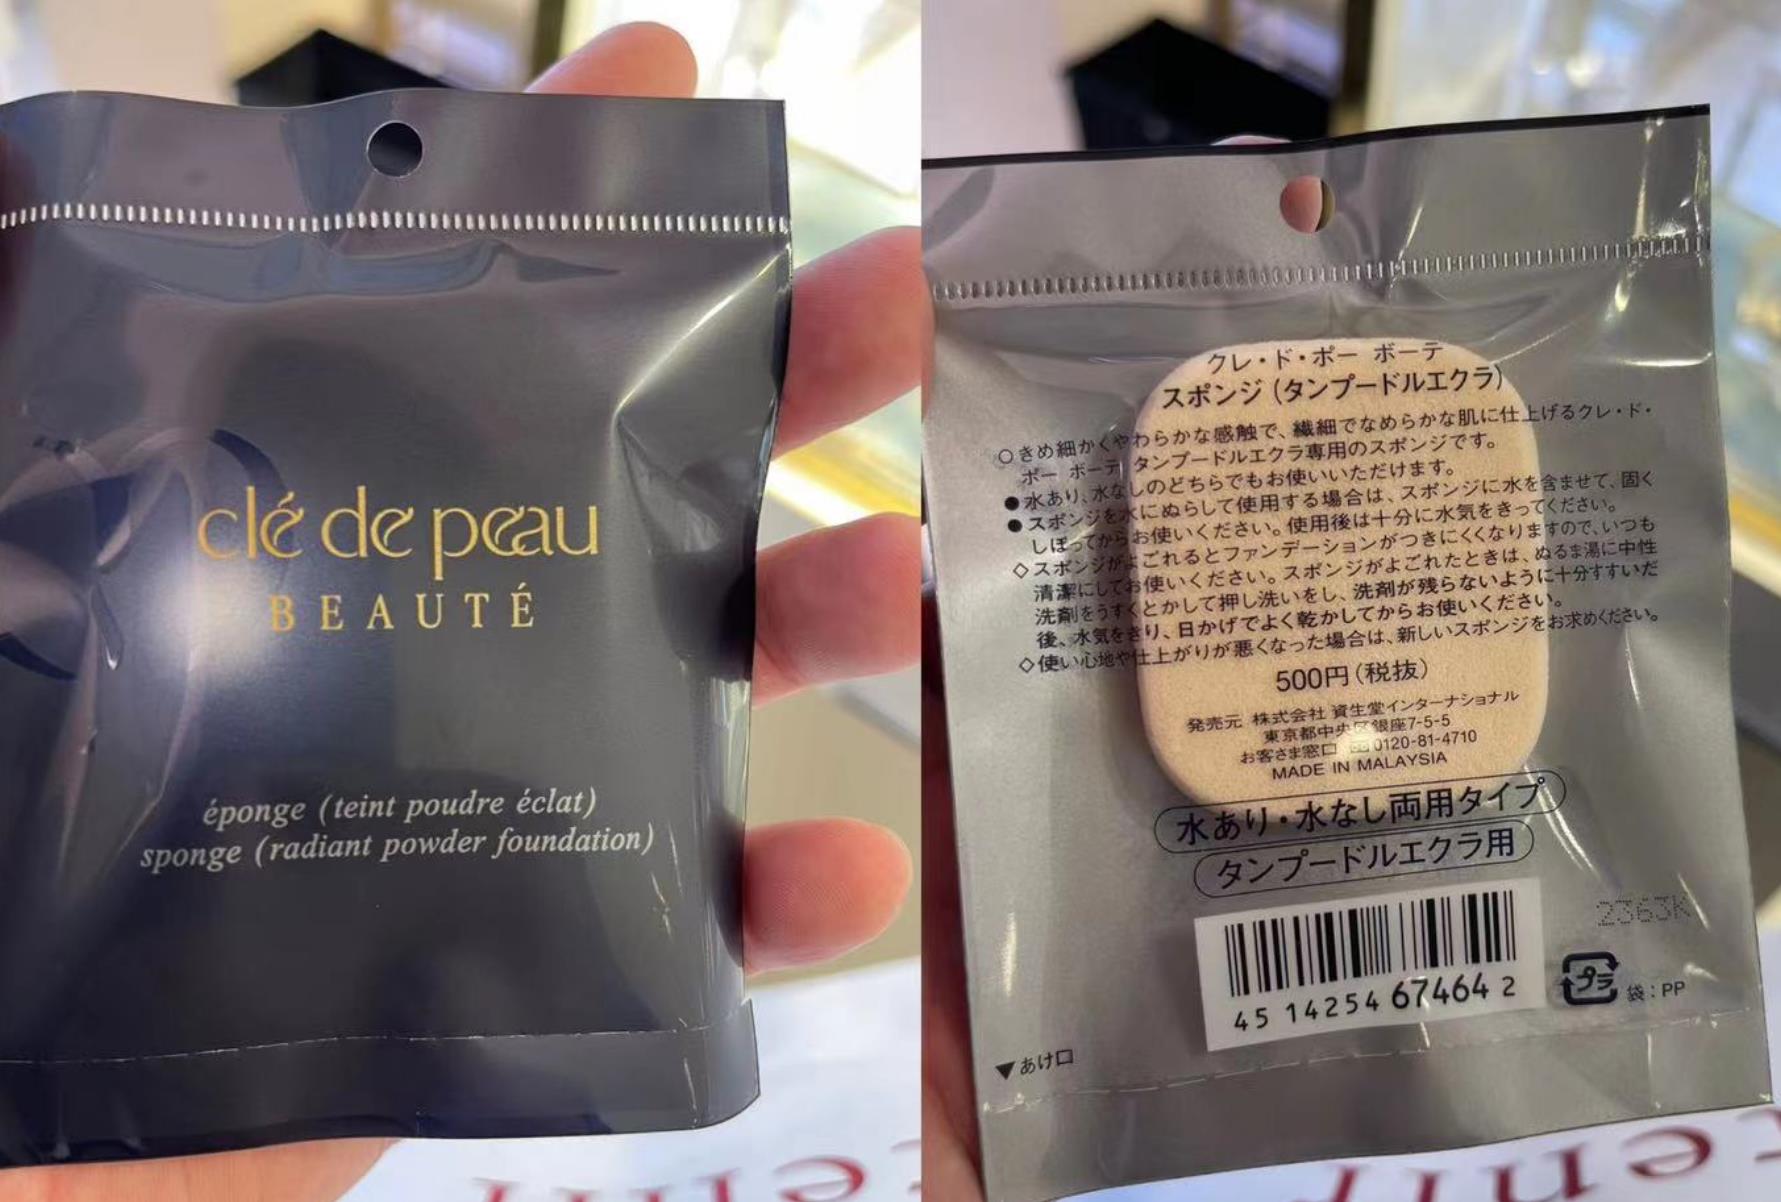 clé de peau
BEAUTÉ
éponge (teint poudre éclat)
sponge (radiant powder foundation)
クレ・ド・ポー ボーテ
スポンジ(タンプードルエクラ)
○きめ細かくやわらかな感触で、繊細でなめらかな肌に仕上げるクレ・ド・
ポー ボーテ タンプードルエクラ専用のスポンジです。
●水あり、水なしのどちらでもお使いいただけます。
●スポンジを水にぬらして使用する場合は、スポンジに水を含ませて、固く
しぼってからお使いください。使用後は十分に水気をきってください。
◇スポンジがよごれるとファンデーションがつきにくくなりますので、いつも
清潔にしてお使いください。スポンジがよごれたときは、ぬるま湯に中性
洗剤をうすくとかして押し洗いをし、洗剤が残らないように十分すすいだ
後、水気をきり、日かげでよく乾かしてからお使いください。
◇使い心地や仕上がりが悪くなった場合は、新しいスポンジをお求めください。
500円(税抜)
発売元 株式会社 資生堂インターナショナル
東京都中央区銀座7-5-5
お客さま窓口 0120-81-4710
MADE IN MALAYSIA
水あり・水なし両用タイプ
タンプードルエクラ用
2363K
45 14254 67464 2
プラ
袋:PP
▼あけ口